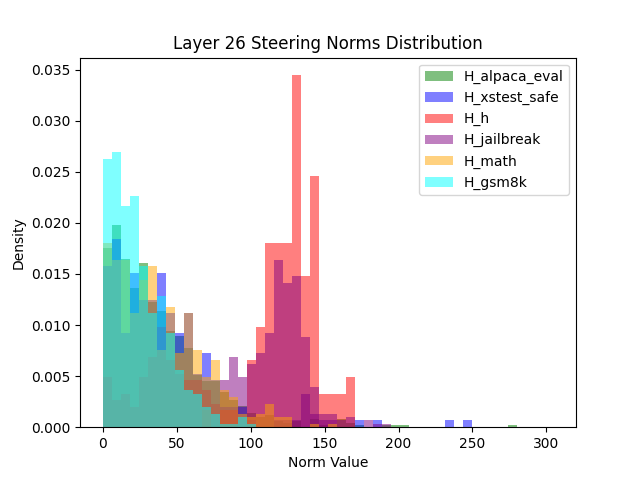 Layer 26 Steering Norms Distribution
H_alpaca_eval
H_xstest_safe
H_h
H_jailbreak
H_math
H_gsm8k
Density
0.035
0.030
0.025
0.020
0.015
0.010
0.005
0.000
0
50
100
150
200
250
300
Norm Value